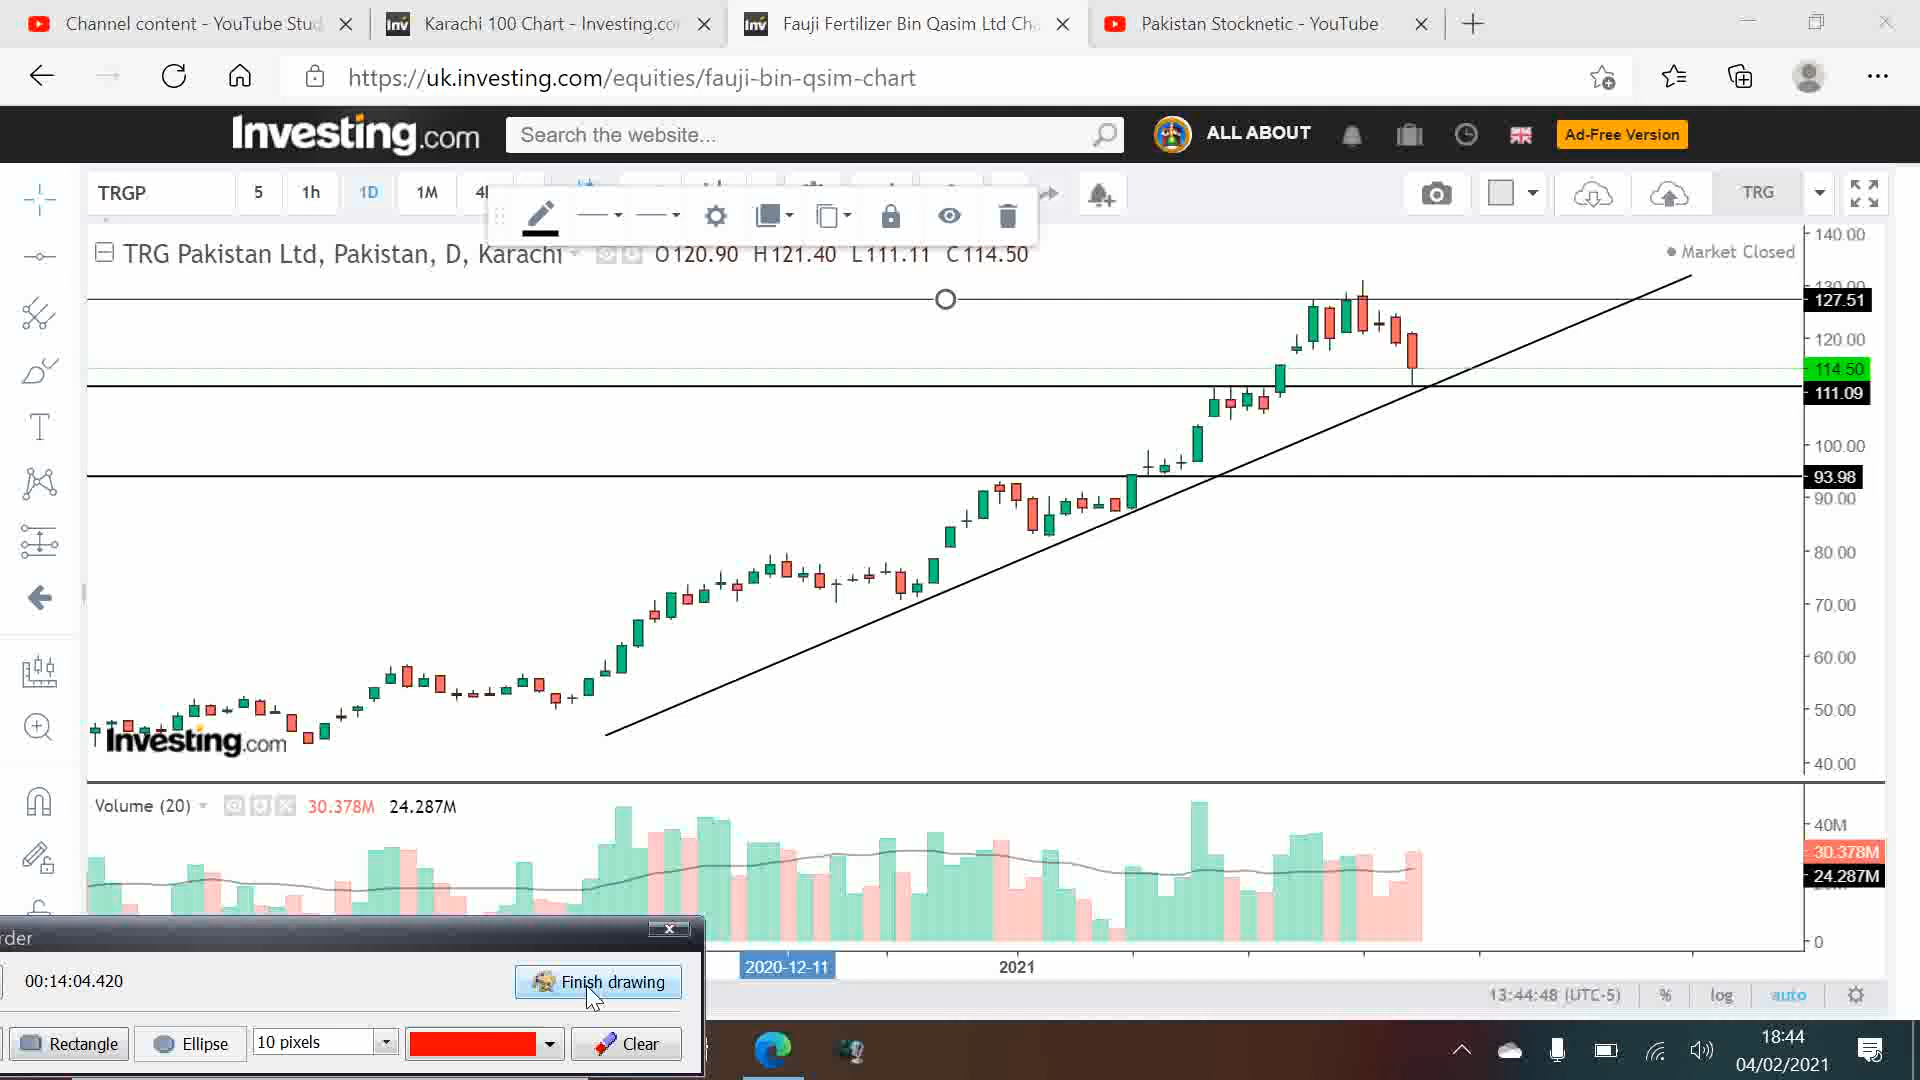 Channel content - YouTube Stud
Karachi 100 Chart - Investing.co
Fauji Fertilizer Bin Qasim Ltd Ch
Pakistan Stocknetic - YouTube
https://uk.investing.com/equities/fauji-bin-qsim-chart
Investing.com
Search the website...
ALL ABOUT
Ad-Free Version
TRGP
5
1h
1D
1M
TRG
TRG Pakistan Ltd, Pakistan, D, Karachi
O120.90 H121.40 L111.11 C114.50
Market Closed
140.00
127.51
120.00
114.50
111.09
100.00
93.98
90.00
80.00
70.00
60.00
50.00
40.00
Investing.com
Volume (20)
30.378M
24.287M
40M
30.378M
24.287M
0
2020-12-11
2021
13:44:48 (UTC-5)
%
log
auto
rder
00:14:04.420
Finish drawing
Rectangle
Ellipse
10 pixels
Clear
18:44
04/02/2021